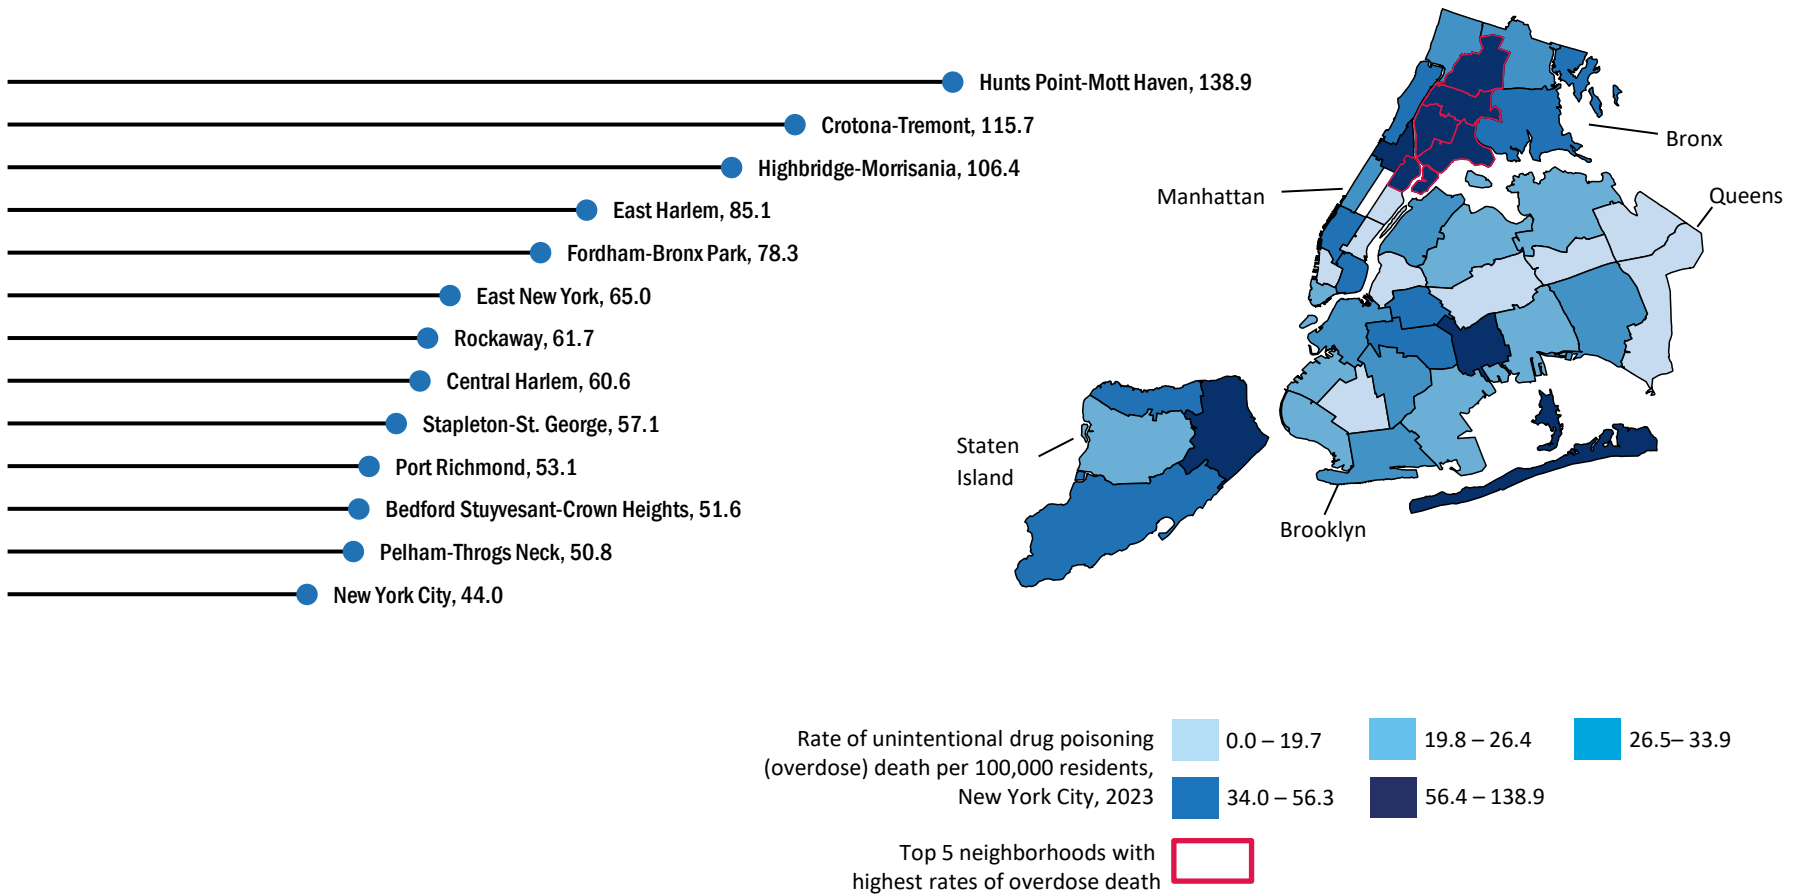 Hunts Point-Mott Haven, 138.9
Crotona-Tremont, 115.7
Highbridge-Morrisania, 106.4
East Harlem, 85.1
Fordham-Bronx Park, 78.3
East New York, 65.0
Rockaway, 61.7
Central Harlem, 60.6
Stapleton-St. George, 57.1
Port Richmond, 53.1
Bedford Stuyvesant-Crown Heights, 51.6
Pelham-Throgs Neck, 50.8
New York City, 44.0
Bronx
Manhattan
Queens
Staten
Island
Brooklyn
Rate of unintentional drug poisoning
(overdose) death per 100,000 residents,
New York City, 2023
0.0 – 19.7
19.8 – 26.4
26.5– 33.9
34.0 – 56.3
56.4 – 138.9
Top 5 neighborhoods with
highest rates of overdose death